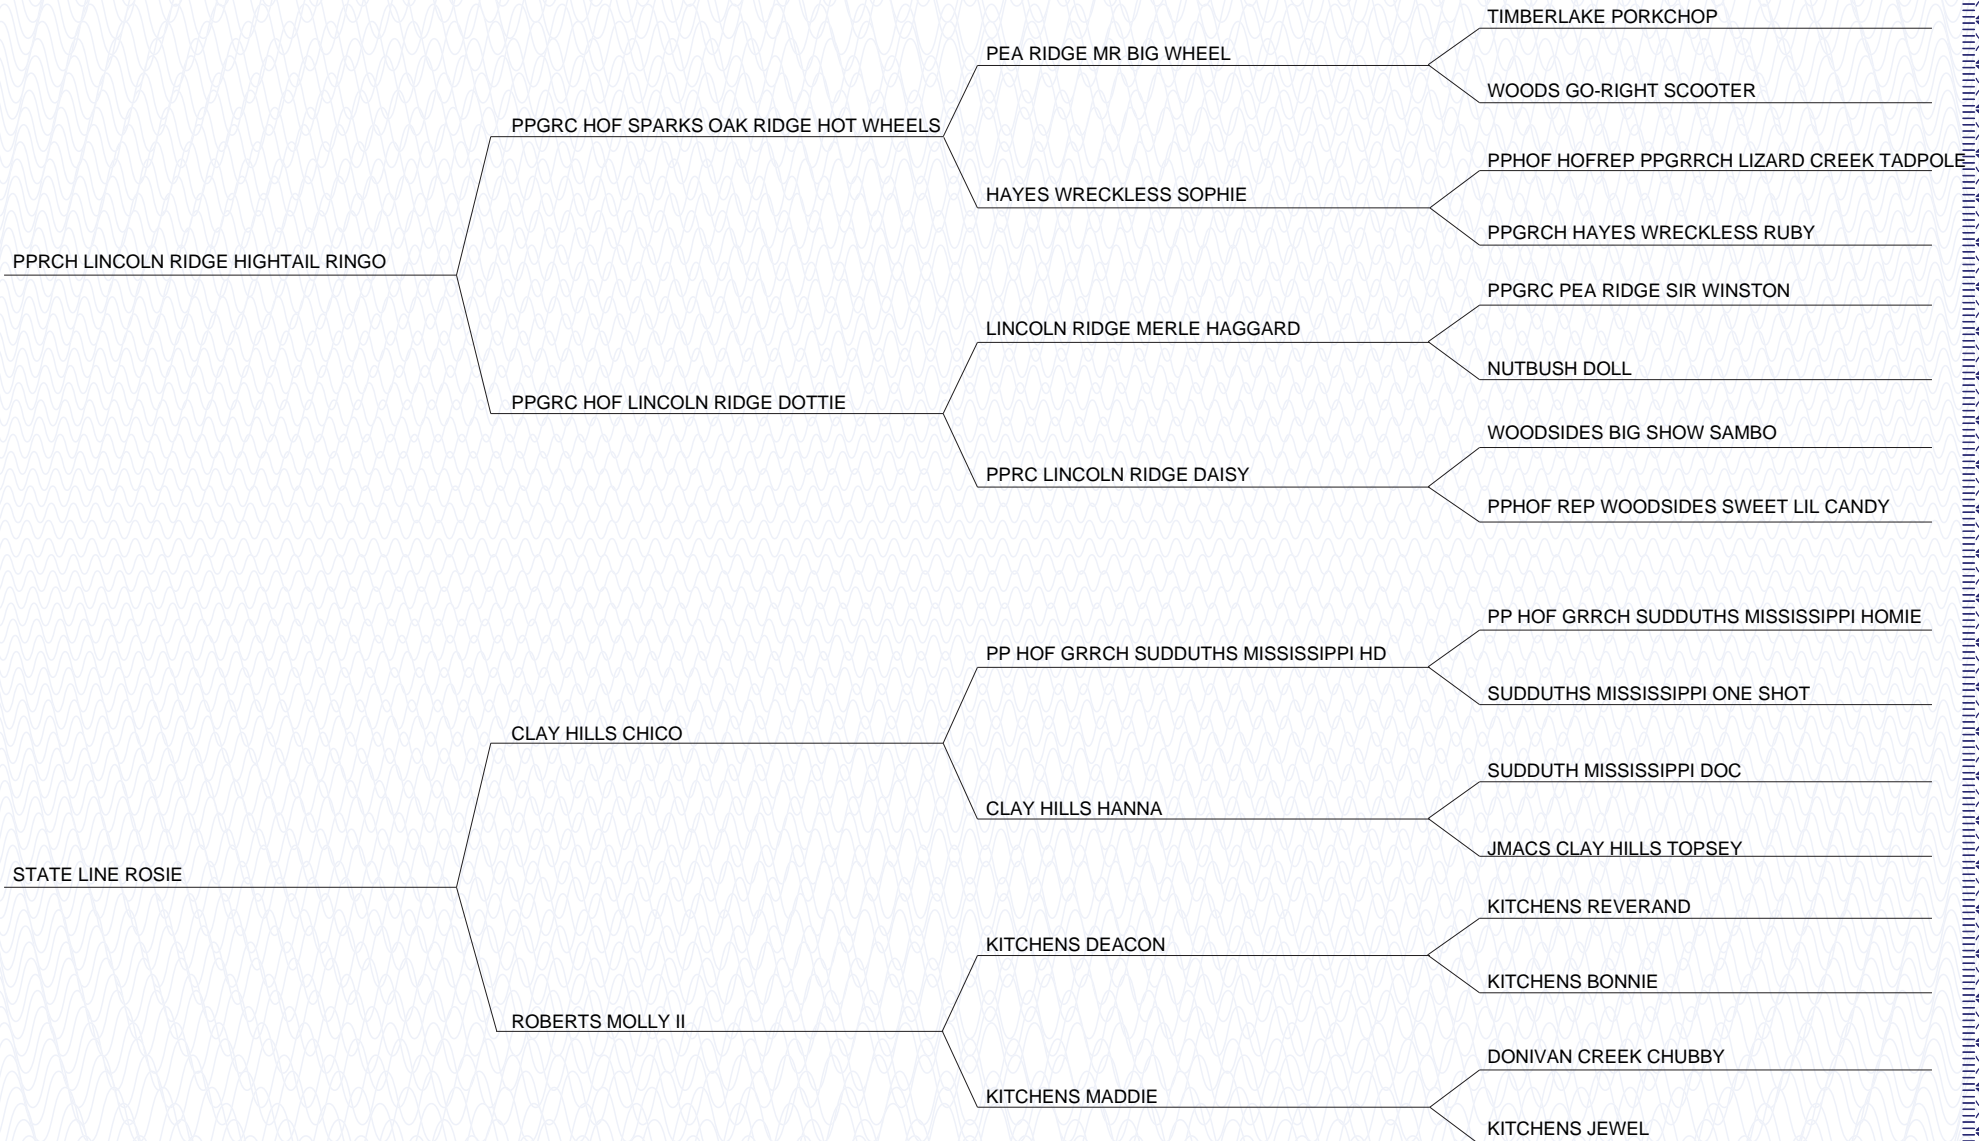 TIMBERLAKE PORKCHOP
PEA RIDGE MR BIG WHEEL
WOODS GO-RIGHT SCOOTER
PPGRC HOF SPARKS OAK RIDGE HOT WHEELS
PPHOF HOFREP PPGRRCH LIZARD CREEK TADPOLE
HAYES WRECKLESS SOPHIE
PPGRCH HAYES WRECKLESS RUBY
PPRCH LINCOLN RIDGE HIGHTAIL RINGO
PPGRC PEA RIDGE SIR WINSTON
LINCOLN RIDGE MERLE HAGGARD
NUTBUSH DOLL
PPGRC HOF LINCOLN RIDGE DOTTIE
WOODSIDES BIG SHOW SAMBO
PPRC LINCOLN RIDGE DAISY
PPHOF REP WOODSIDES SWEET LIL CANDY
PP HOF GRRCH SUDDUTHS MISSISSIPPI HOMIE
PP HOF GRRCH SUDDUTHS MISSISSIPPI HD
SUDDUTHS MISSISSIPPI ONE SHOT
CLAY HILLS CHICO
SUDDUTH MISSISSIPPI DOC
CLAY HILLS HANNA
JMACS CLAY HILLS TOPSEY
STATE LINE ROSIE
KITCHENS REVERAND
KITCHENS DEACON
KITCHENS BONNIE
ROBERTS MOLLY II
DONIVAN CREEK CHUBBY
KITCHENS MADDIE
KITCHENS JEWEL